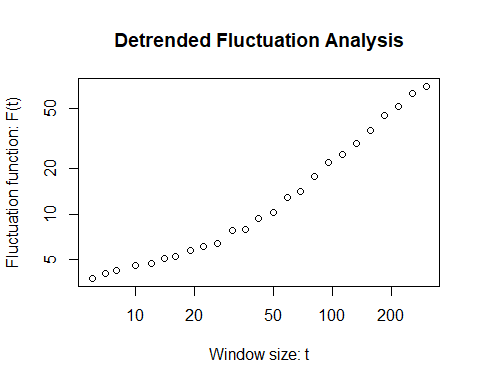 Detrended Fluctuation Analysis
Fluctuation function: F(t)
50
20
10
5
10 20 50 100 200
Window size: t